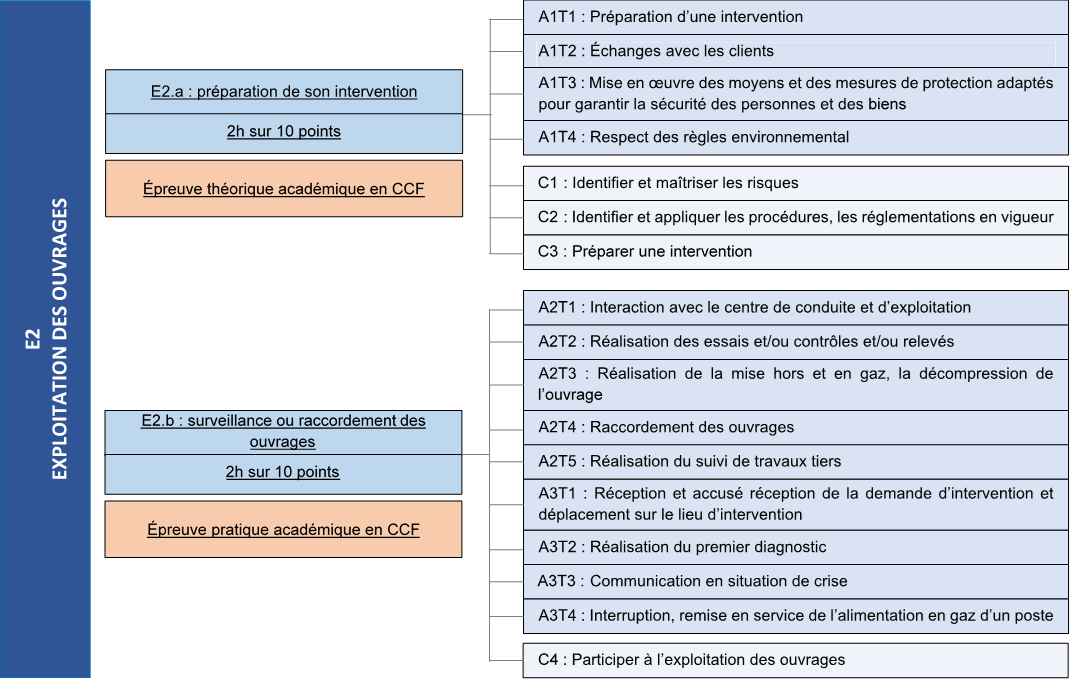 E2
EXPLOITATION DES OUVRAGES
E2.a : préparation de son intervention
2h sur 10 points
Épreuve théorique académique en CCF
A1T1 : Préparation d’une intervention
A1T2 : Échanges avec les clients
A1T3 : Mise en œuvre des moyens et des mesures de protection adaptés
pour garantir la sécurité des personnes et des biens
A1T4 : Respect des règles environnemental
C1 : Identifier et maîtriser les risques
C2 : Identifier et appliquer les procédures, les réglementations en vigueur
C3 : Préparer une intervention
E2.b : surveillance ou raccordement des
ouvrages
2h sur 10 points
Épreuve pratique académique en CCF
A2T1 : Interaction avec le centre de conduite et d’exploitation
A2T2 : Réalisation des essais et/ou contrôles et/ou relevés
A2T3 : Réalisation de la mise hors et en gaz, la décompression de
l’ouvrage
A2T4 : Raccordement des ouvrages
A2T5 : Réalisation du suivi de travaux tiers
A3T1 : Réception et accusé réception de la demande d’intervention et
déplacement sur le lieu d’intervention
A3T2 : Réalisation du premier diagnostic
A3T3 : Communication en situation de crise
A3T4 : Interruption, remise en service de l’alimentation en gaz d’un poste
C4 : Participer à l’exploitation des ouvrages